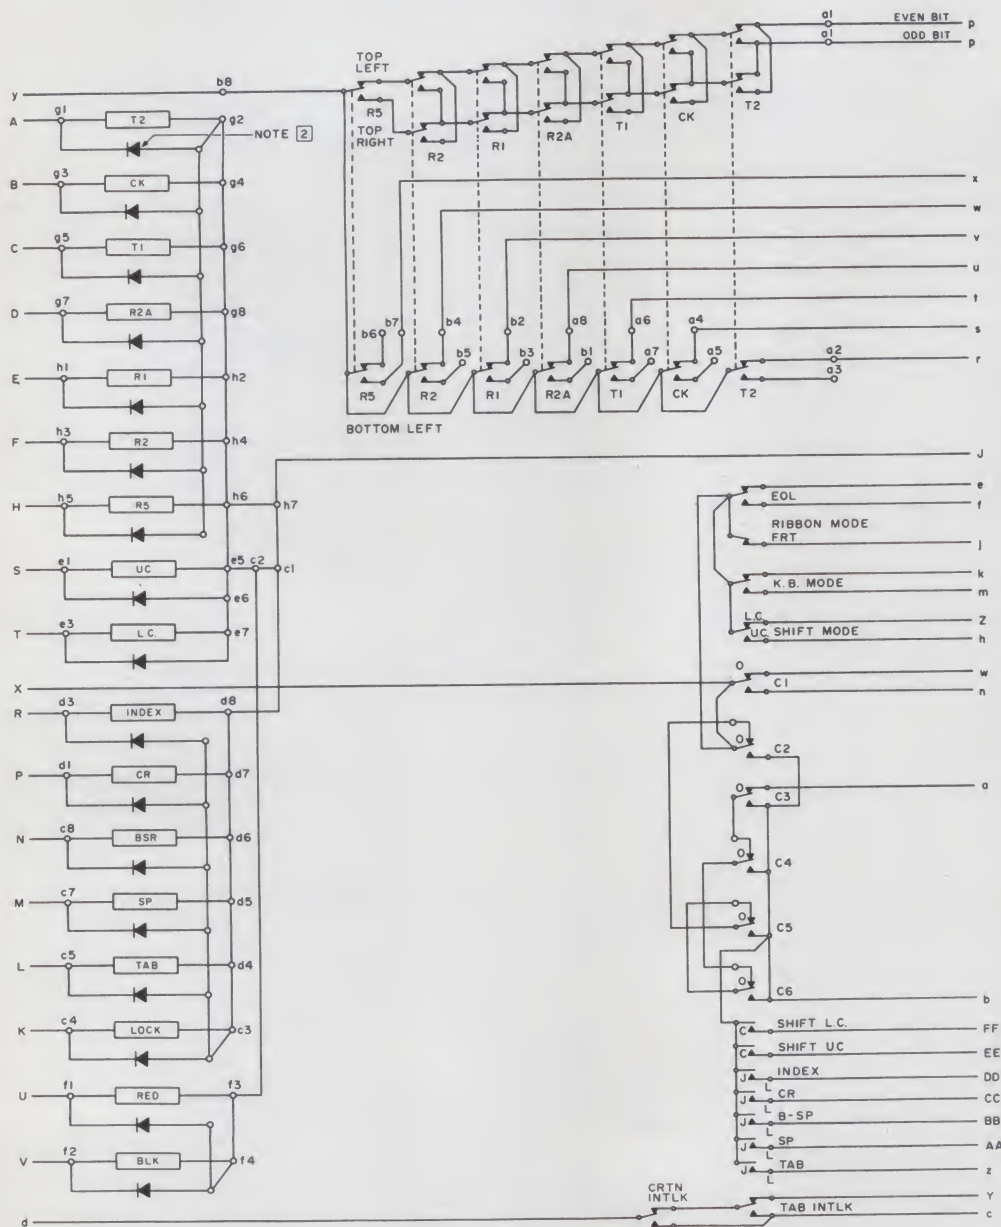 a1 EVEN BIT p
a1 ODD BIT p
TOP LEFT
y b8
R5
T2
CK
T1
R2A
R1
R2
TOP RIGHT
A g1 T2 g2
NOTE 2
B g3 CK g4
x
w
C g5 T1 g6
v
u
D g7 R2A g8
t
b6 b7 b4 b2 a8 a6 a4 s
b5 b3 b1 a7 a5 a2 r
a3
E h1 R1 h2
R5 R2 R1 R2A T1 CK T2
BOTTOM LEFT
F h3 R2 h4
J
e
EOL
f
H h5 R5 h6 h7
RIBBON MODE
FRT
j
S e1 UC e5 c2 c1
k
K.B. MODE
e6
m
L.C.
Z
T e3 L.C. e7
UC SHIFT MODE
h
X
O w
C1
n
R d3 INDEX d8
O C2
P d1 CR d7
O a
C3
N c8 BSR d6
O C4
M c7 SP d5
O C5
L c5 TAB d4
O C6
b
K c4 LOCK c3
C SHIFT L.C. FF
C SHIFT UC EE
J INDEX DD
L
U f1 RED f3
J CR CC
L
J B-SP BB
L
J SP AA
L
V f2 BLK f4
J TAB z
L
CRTN
INTLK
Y
TAB INTLK
c
d